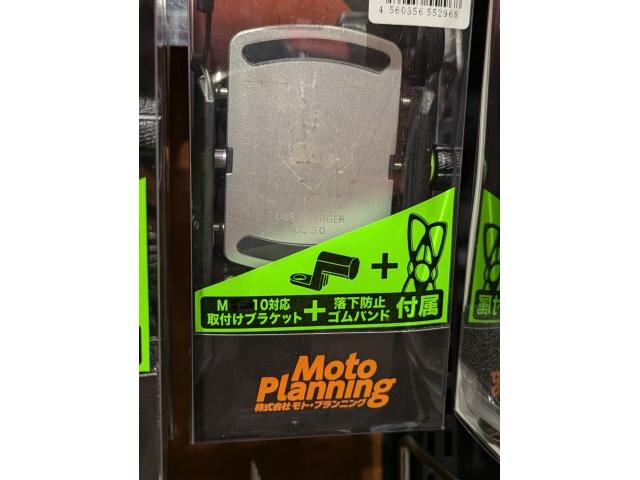 4 560356 552968
USB CHARGER
QC 3.0
+
M 10対応
取付けブラケット
+
落下防止
ゴムバンド
付属
Moto
Planning
株式会社 モト・プランニング